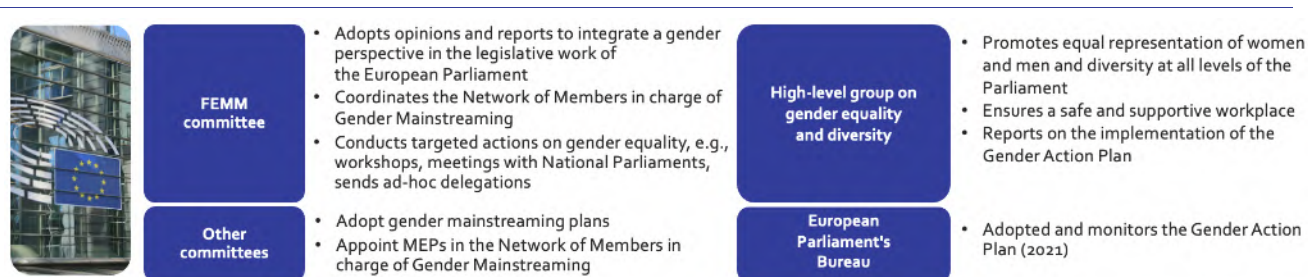 FEMM
committee
• Adopts opinions and reports to integrate a gender
perspective in the legislative work of
the European Parliament
• Coordinates the Network of Members in charge of
Gender Mainstreaming
• Conducts targeted actions on gender equality, e.g.,
workshops, meetings with National Parliaments,
sends ad-hoc delegations
Other
committees
• Adopt gender mainstreaming plans
• Appoint MEPs in the Network of Members in
charge of Gender Mainstreaming
High-level group on
gender equality
and diversity
• Promotes equal representation of women
and men and diversity at all levels of the
Parliament
• Ensures a safe and supportive workplace
• Reports on the implementation of the
Gender Action Plan
European
Parliament's
Bureau
• Adopted and monitors the Gender Action
Plan (2021)